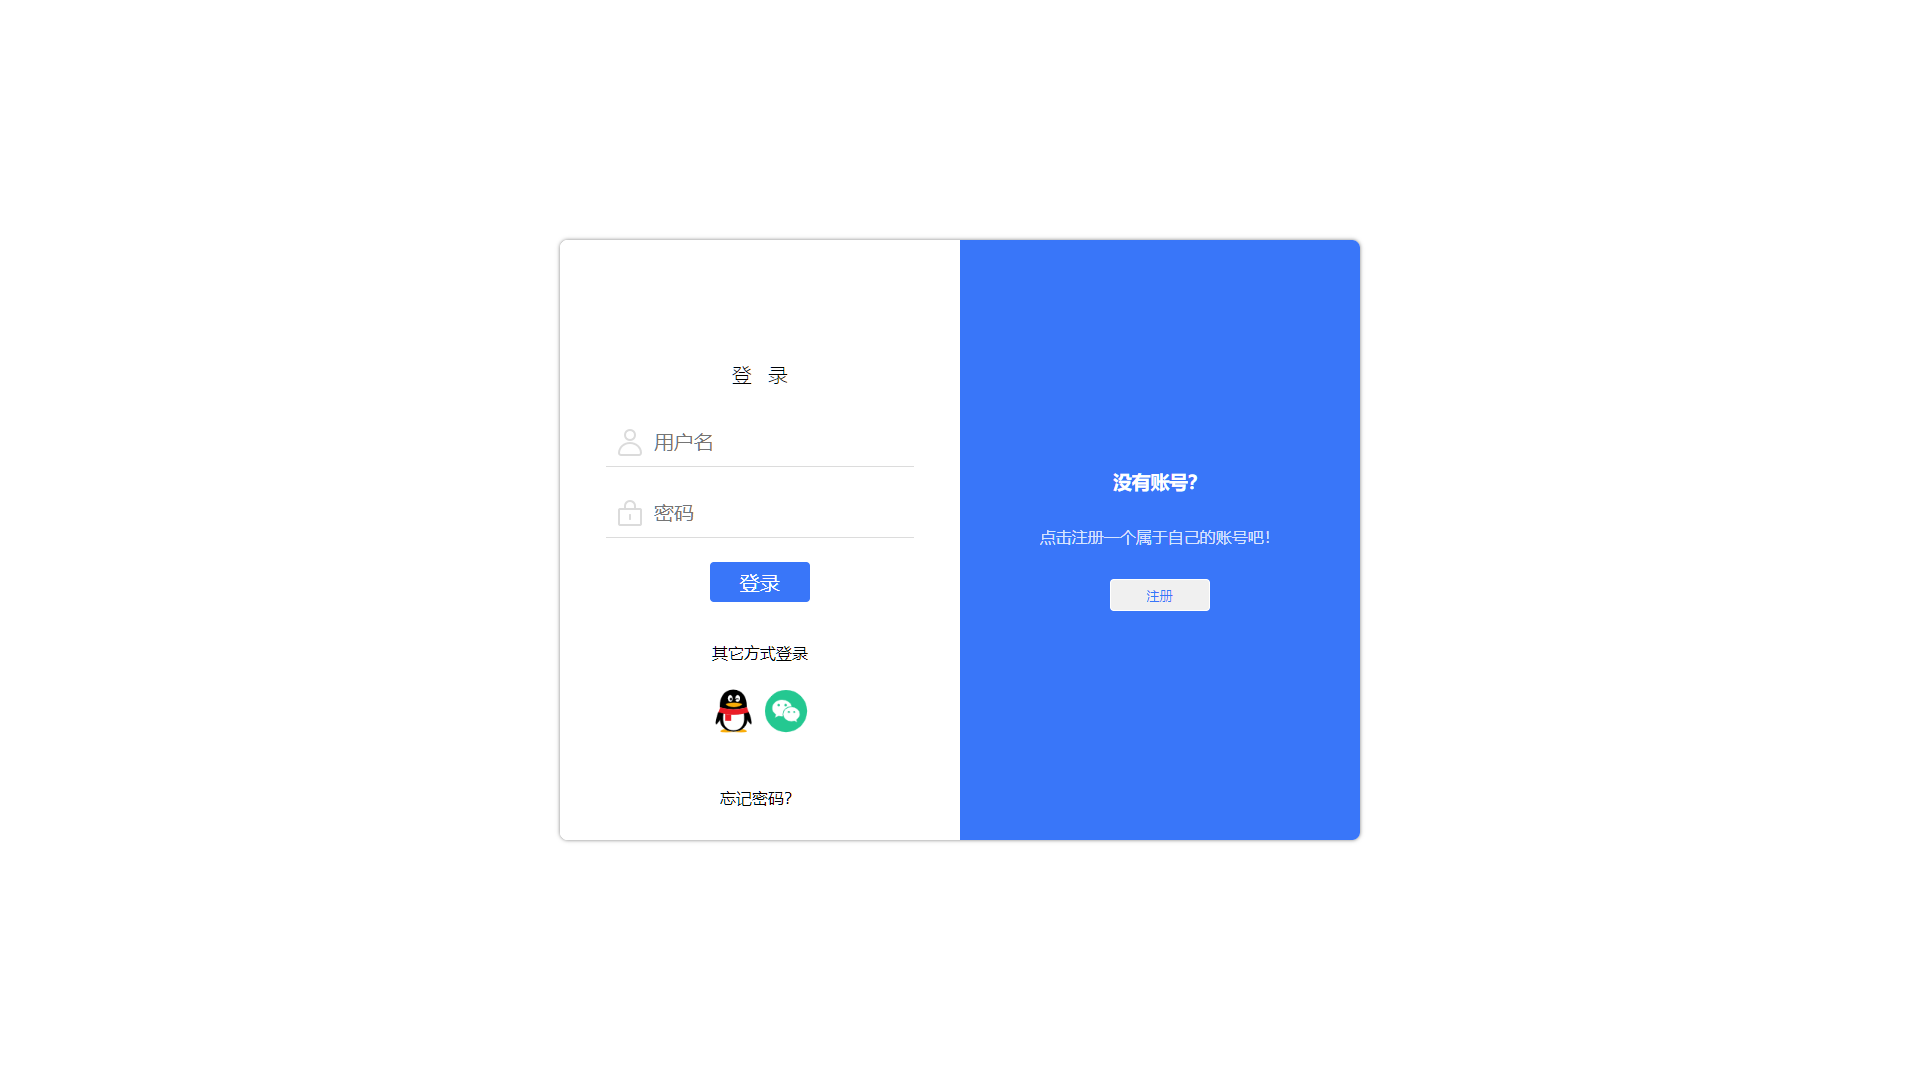 登 录
用户名
密码
登录
其它方式登录
忘记密码?
没有账号?
点击注册一个属于自己的账号吧!
注册